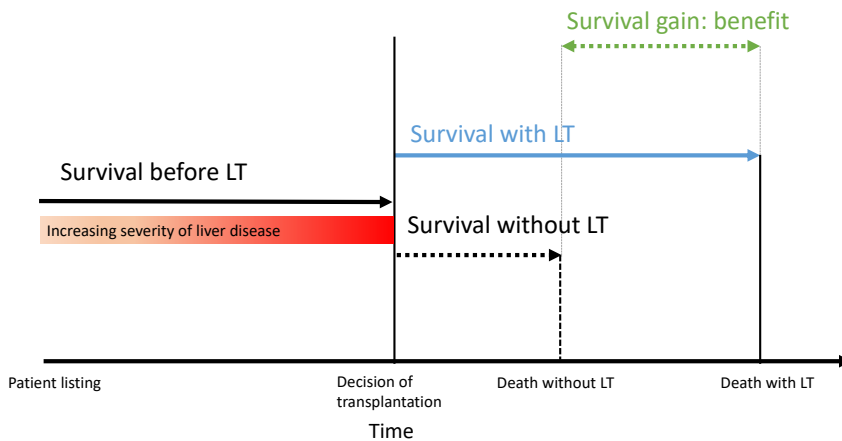 Survival gain: benefit
Survival with LT
Survival before LT
Survival without LT
Increasing severity of liver disease
Patient listing
Decision of
transplantation
Death without LT
Death with LT
Time